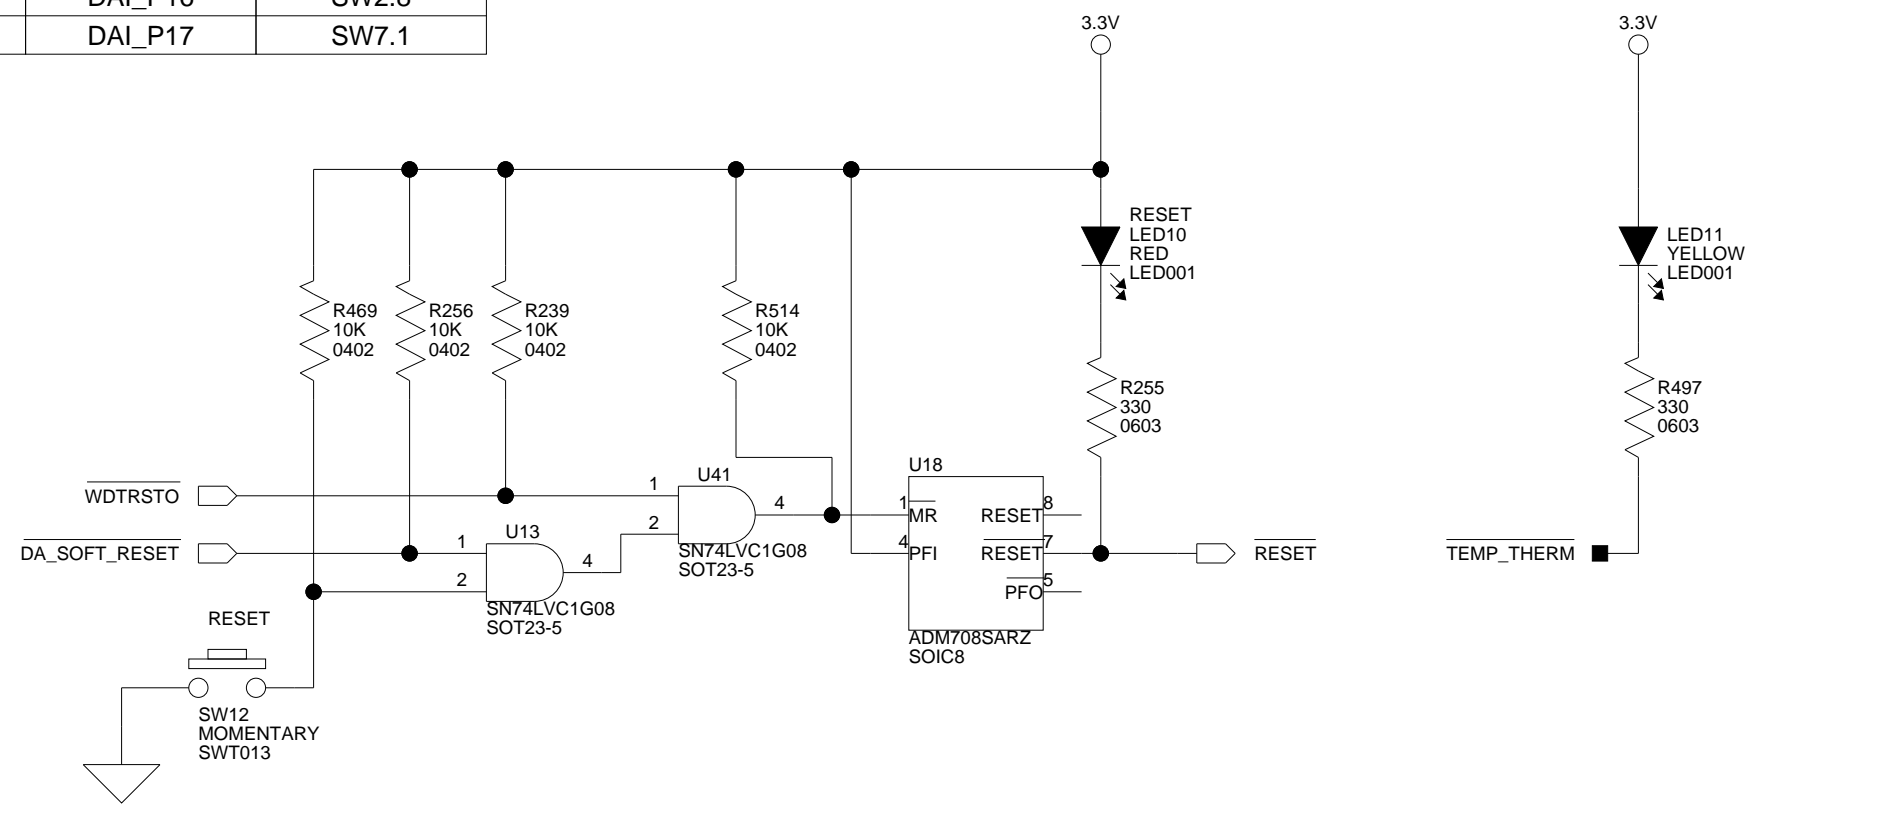 DAI_P16 SW2.8
DAI_P17 SW7.1
3.3V
3.3V
RESET
LED10
RED
LED001
LED11
YELLOW
LED001
R469
10K
0402
R256
10K
0402
R239
10K
0402
R514
10K
0402
R255
330
0603
R497
330
0603
WDTRSTO
1
2
U41
4
SN74LVC1G08
SOT23-5
DA_SOFT_RESET
1
2
U13
4
SN74LVC1G08
SOT23-5
U18
1
MR
4
PFI
RESET
8
RESET
7
PFO
5
ADM708SARZ
SOIC8
RESET
TEMP_THERM
RESET
SW12
MOMENTARY
SWT013